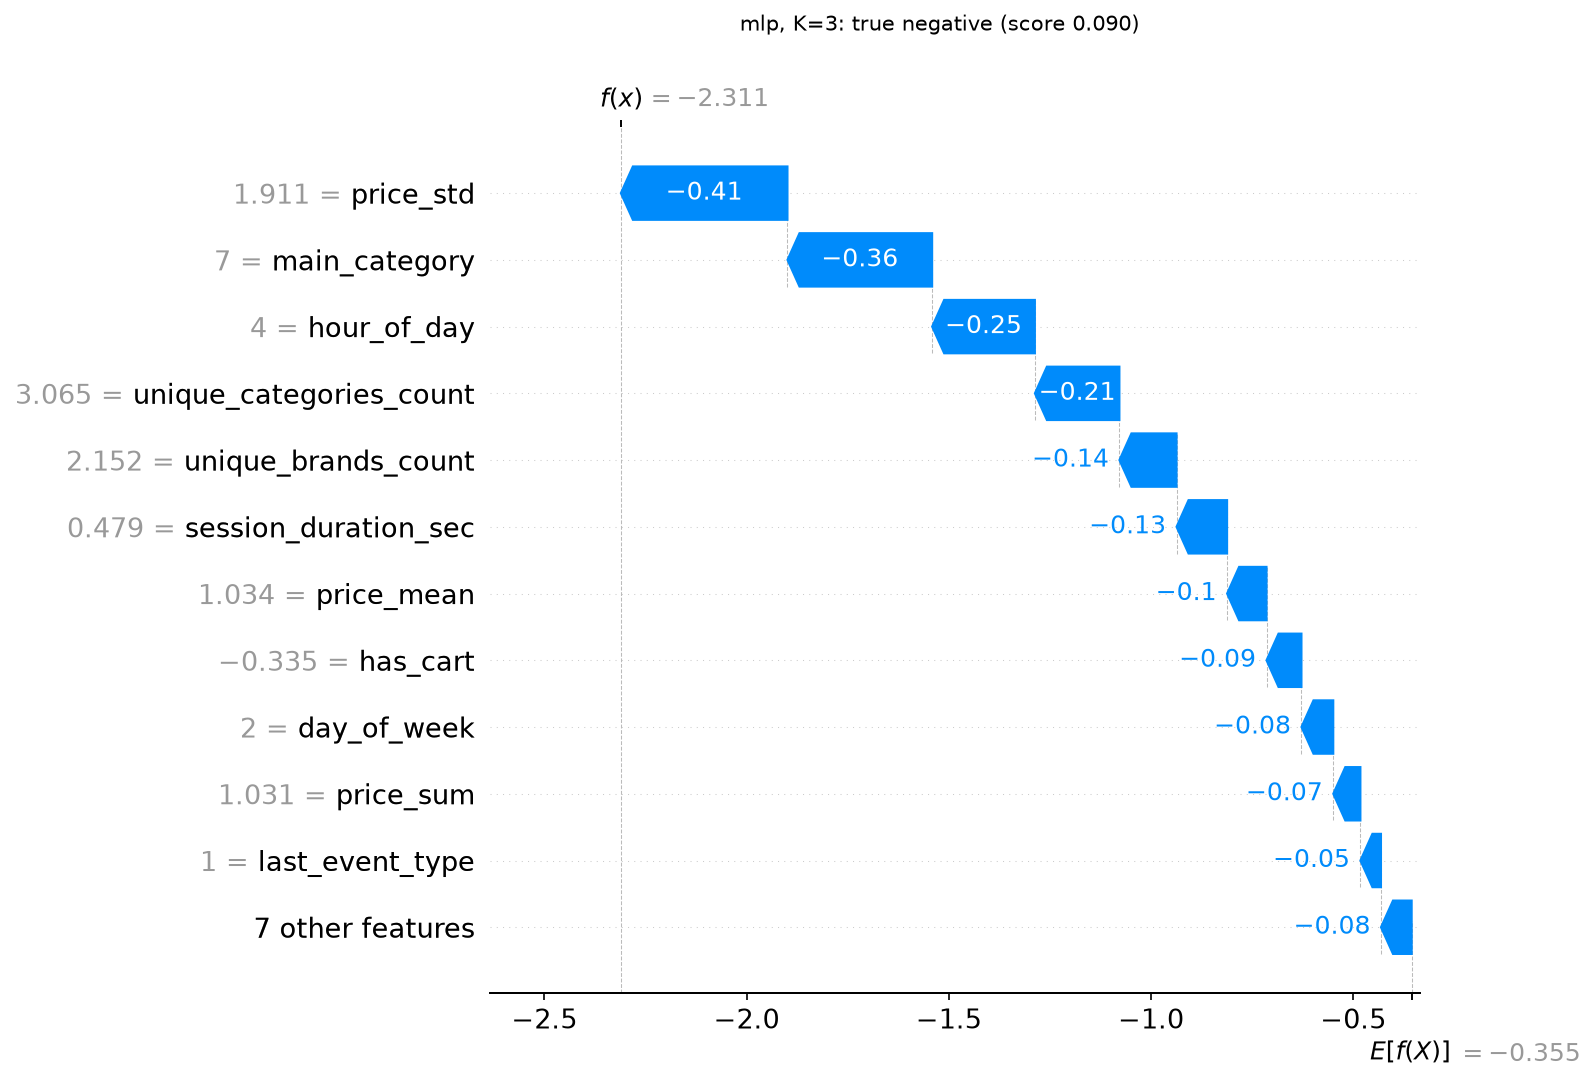 mlp, K=3: true negative (score 0.090)
f(x) = −2.311
1.911 = price_std −0.41
7 = main_category −0.36
4 = hour_of_day −0.25
3.065 = unique_categories_count −0.21
2.152 = unique_brands_count −0.14
0.479 = session_duration_sec −0.13
1.034 = price_mean −0.1
−0.335 = has_cart −0.09
2 = day_of_week −0.08
1.031 = price_sum −0.07
1 = last_event_type −0.05
7 other features −0.08
−2.5 −2.0 −1.5 −1.0 −0.5
E[f(X)] = −0.355